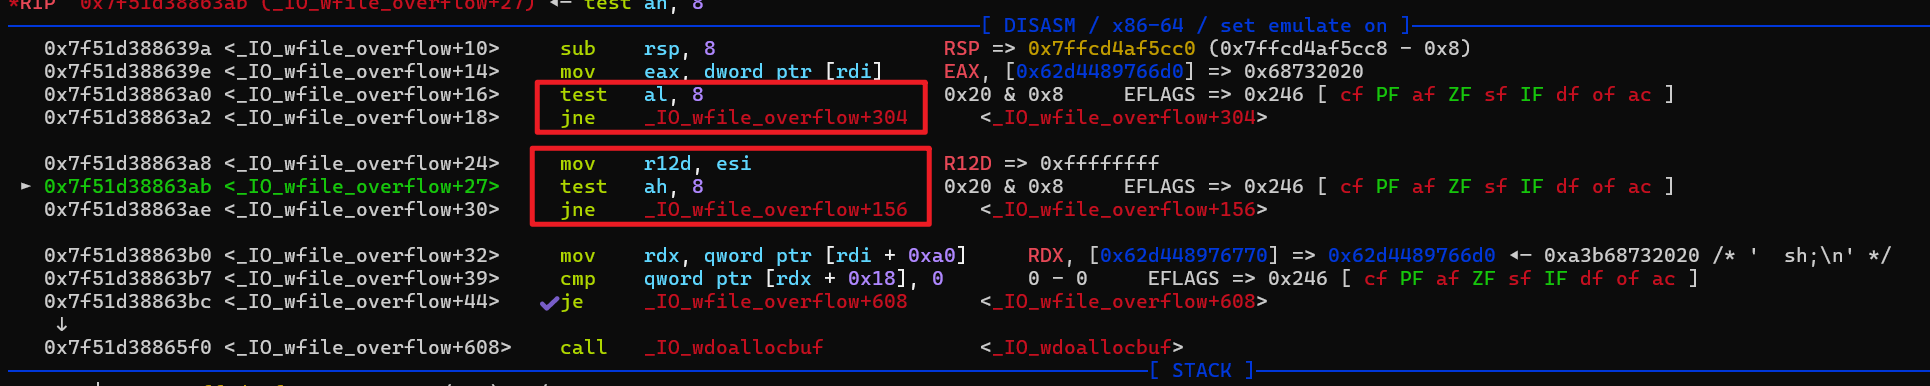 *RIP  0x7f51d38863ab (_IO_wfile_overflow+27) ◂— test ah, 8
[ DISASM / x86-64 / set emulate on ]
0x7f51d388639a <_IO_wfile_overflow+10>     sub    rsp, 8                       RSP => 0x7ffcd4af5cc0 (0x7ffcd4af5cc8 - 0x8)
0x7f51d388639e <_IO_wfile_overflow+14>     mov    eax, dword ptr [rdi]     EAX, [0x62d4489766d0] => 0x68732020
0x7f51d38863a0 <_IO_wfile_overflow+16>     test   al, 8                    0x20 & 0x8     EFLAGS => 0x246 [ cf PF af ZF sf IF df of ac ]
0x7f51d38863a2 <_IO_wfile_overflow+18>     jne    _IO_wfile_overflow+304      <_IO_wfile_overflow+304>
0x7f51d38863a8 <_IO_wfile_overflow+24>     mov    r12d, esi                R12D => 0xffffffff
► 0x7f51d38863ab <_IO_wfile_overflow+27>     test   ah, 8                    0x20 & 0x8     EFLAGS => 0x246 [ cf PF af ZF sf IF df of ac ]
0x7f51d38863ae <_IO_wfile_overflow+30>     jne    _IO_wfile_overflow+156      <_IO_wfile_overflow+156>
0x7f51d38863b0 <_IO_wfile_overflow+32>     mov    rdx, qword ptr [rdi + 0xa0]     RDX, [0x62d448976770] => 0x62d4489766d0 ◂— 0xa3b68732020 /* '  sh;\n' */
0x7f51d38863b7 <_IO_wfile_overflow+39>     cmp    qword ptr [rdx + 0x18], 0       0 - 0     EFLAGS => 0x246 [ cf PF af ZF sf IF df of ac ]
0x7f51d38863bc <_IO_wfile_overflow+44>   ✔ je     _IO_wfile_overflow+608      <_IO_wfile_overflow+608>
↓
0x7f51d38865f0 <_IO_wfile_overflow+608>    call   _IO_wdoallocbuf             <_IO_wdoallocbuf>
[ STACK ]